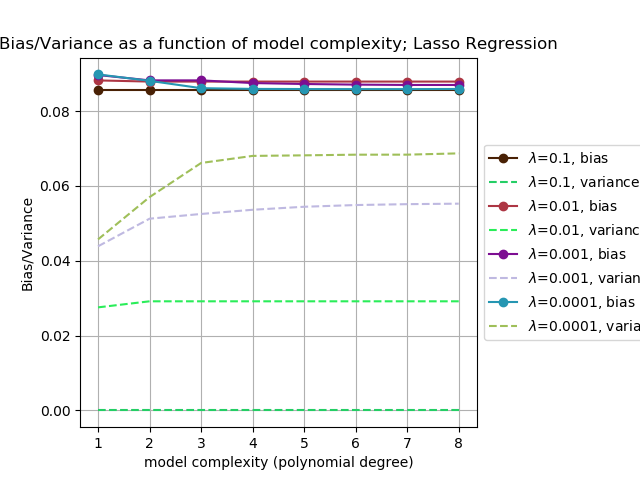 Bias/Variance as a function of model complexity; Lasso Regression
Bias/Variance
0.08
0.06
0.04
0.02
0.00
1 2 3 4 5 6 7 8
model complexity (polynomial degree)
λ=0.1, bias
λ=0.1, variance
λ=0.01, bias
λ=0.01, varianc
λ=0.001, bias
λ=0.001, varian
λ=0.0001, bias
λ=0.0001, varia